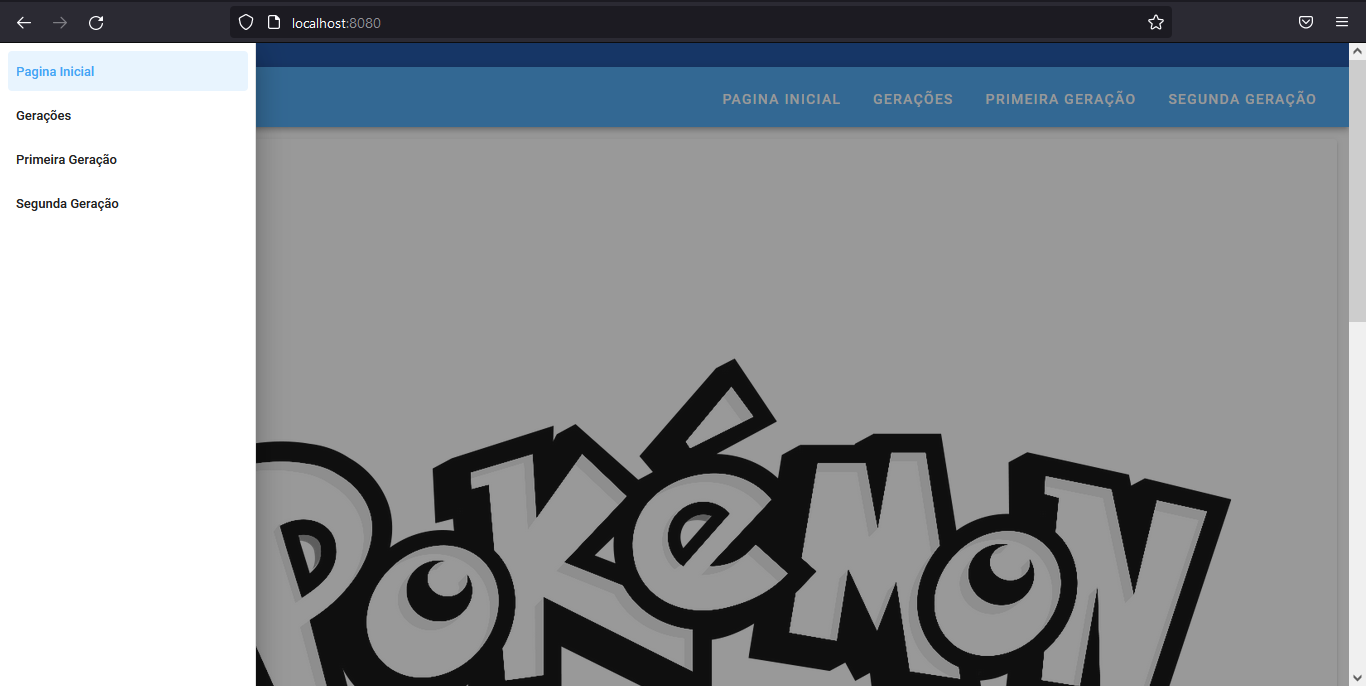 localhost:8080
Pagina Inicial
Gerações
Primeira Geração
Segunda Geração
PAGINA INICIAL GERAÇÕES PRIMEIRA GERAÇÃO SEGUNDA GERAÇÃO
POKéMON